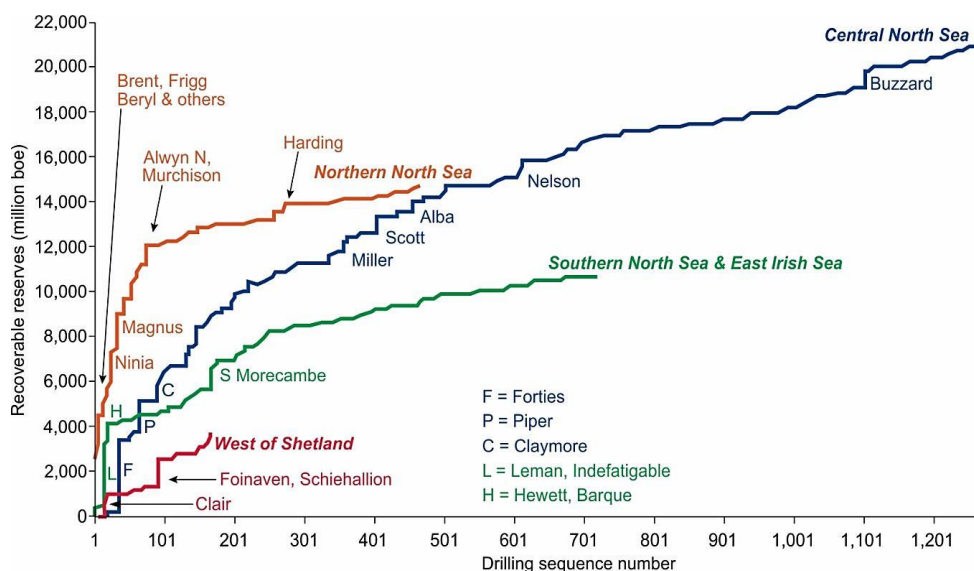 22,000
20,000
18,000
16,000
14,000
12,000
10,000
8,000
6,000
4,000
2,000
0
Recoverable reserves (million boe)
Central North Sea
Buzzard
Brent, Frigg
Beryl & others
Alwyn N,
Murchison
Harding
Northern North Sea
Nelson
Alba
Scott
Miller
Southern North Sea & East Irish Sea
Magnus
Ninia
S Morecambe
H
C
P
L
F
West of Shetland
Foinaven, Schiehallion
Clair
F = Forties
P = Piper
C = Claymore
L = Leman, Indefatigable
H = Hewett, Barque
1 101 201 301 401 501 601 701 801 901 1,001 1,101 1,201
Drilling sequence number